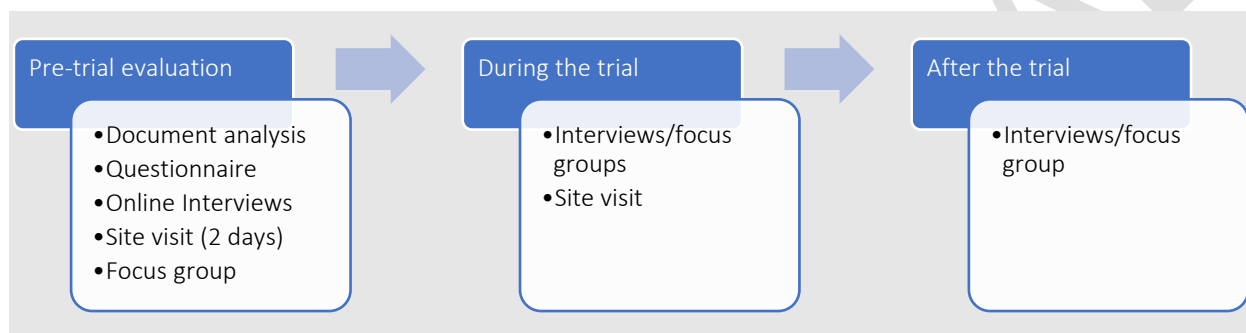 Pre-trial evaluation
•Document analysis
•Questionnaire
•Online Interviews
•Site visit (2 days)
•Focus group
During the trial
•Interviews/focus
groups
•Site visit
After the trial
•Interviews/focus
group